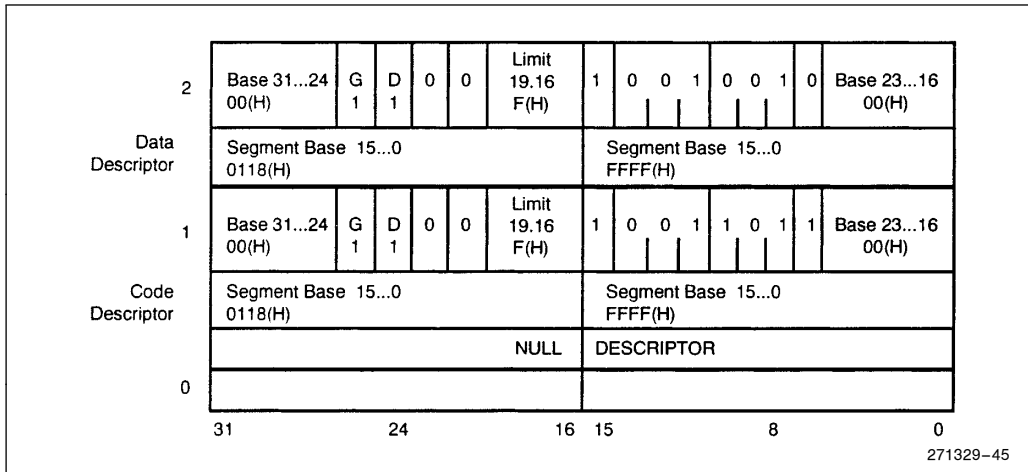 2
Base 31...24
00(H)
G
1
D
1
0
0
Limit
19.16
F(H)
1 0 0 1 0 0 1 0
Base 23...16
00(H)
Data
Descriptor
Segment Base 15...0
0118(H)
Segment Base 15...0
FFFF(H)
1
Base 31...24
00(H)
G
1
D
1
0
0
Limit
19.16
F(H)
1 0 0 1 1 0 1 1
Base 23...16
00(H)
Code
Descriptor
Segment Base 15...0
0118(H)
Segment Base 15...0
FFFF(H)
NULL DESCRIPTOR
0
31 24 16 15 8 0
271329–45